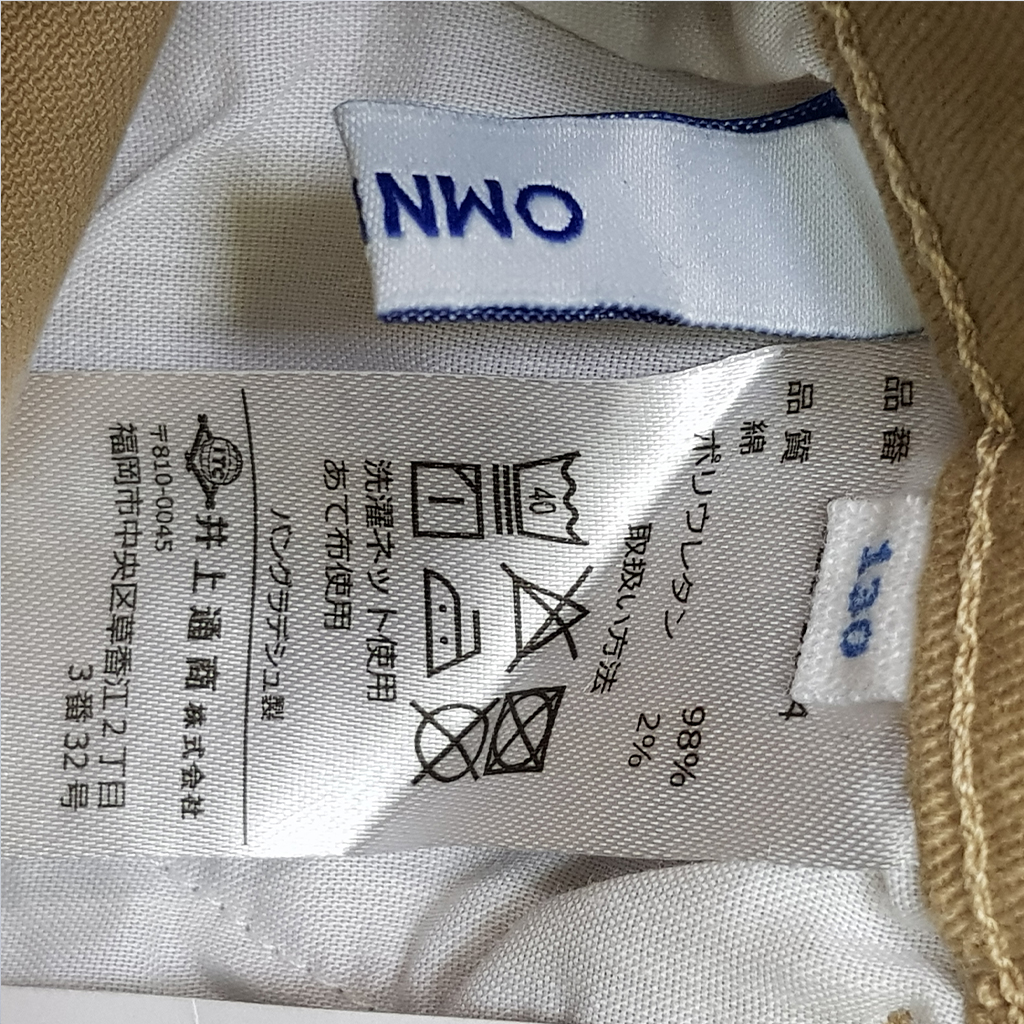 OMN
品番
130
4
品質
綿 98%
ポリウレタン 2%
取扱い方法
40
洗濯ネット使用
あて布使用
バングラデシュ製
ITC 井上通商株式会社
〒810-0045
福岡市中央区草香江2丁目
3番32号